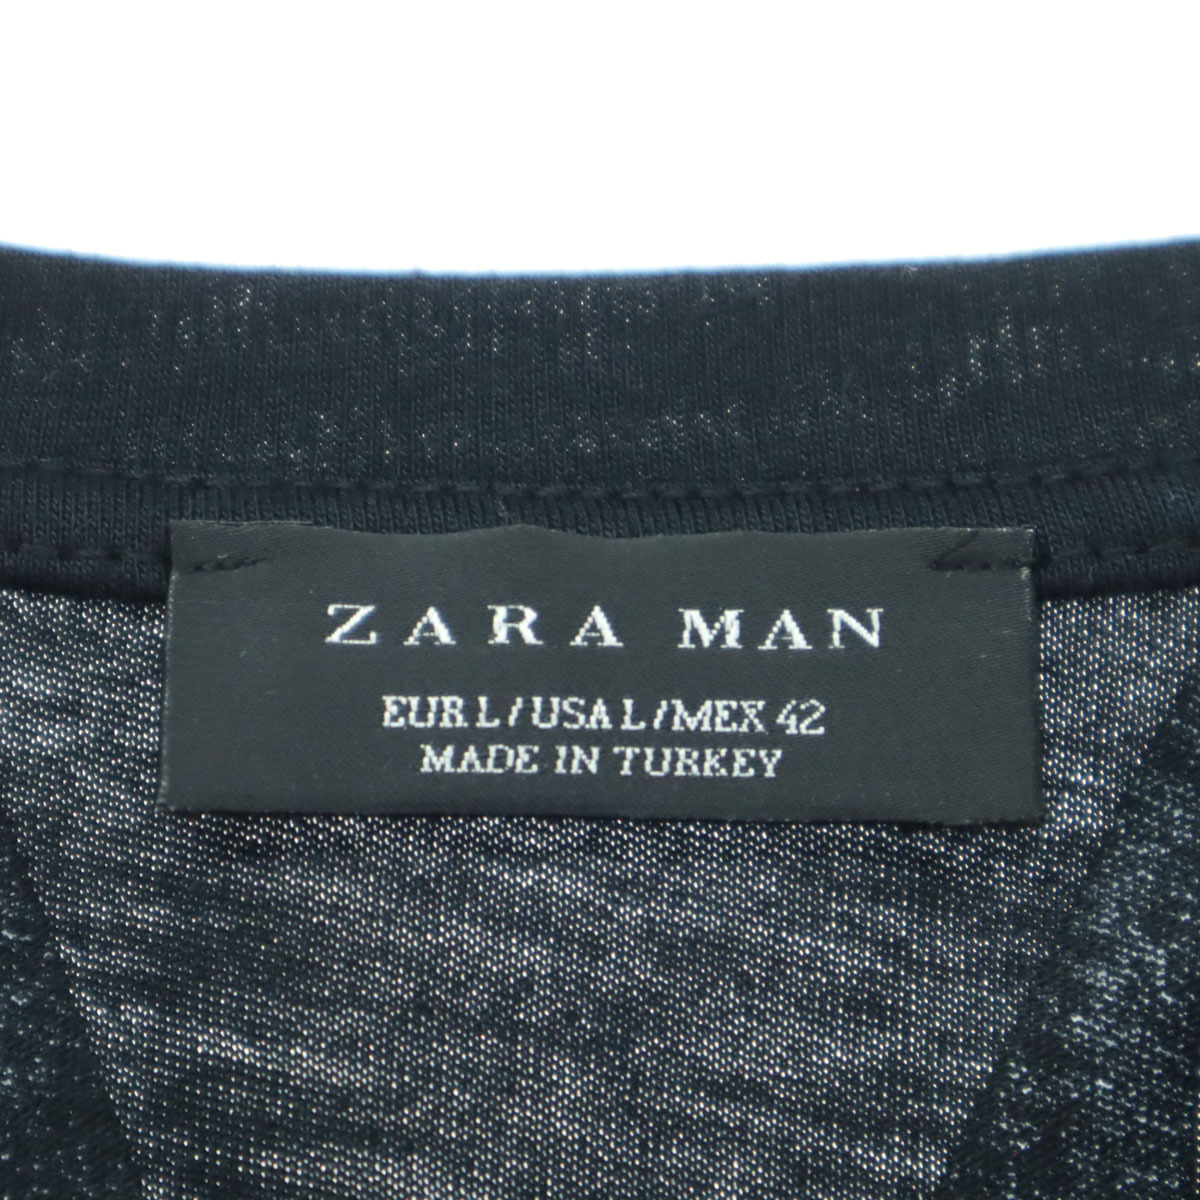 ZARA MAN
EUR L / USA L / MEX 42
MADE IN TURKEY